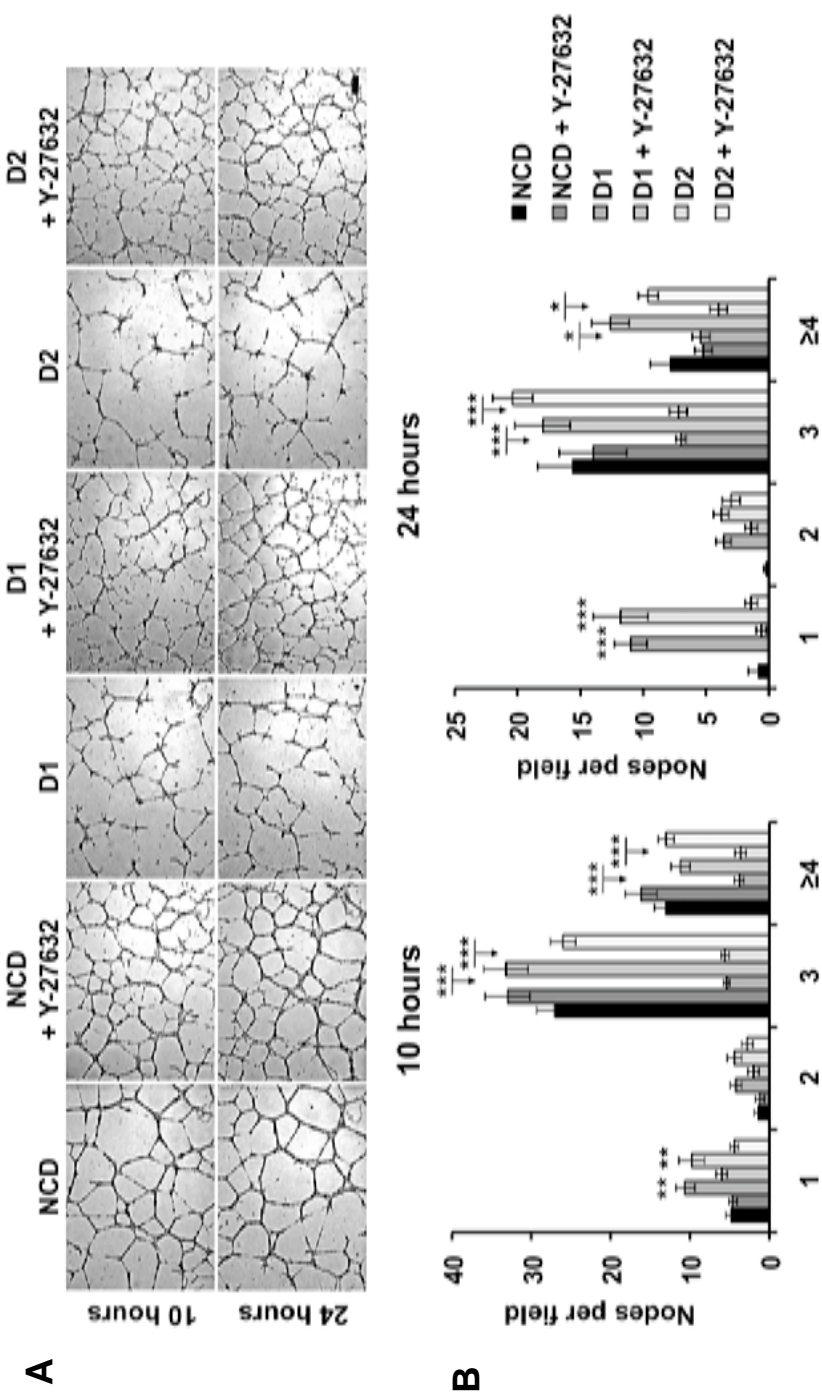 A
NCD
NCD
+ Y-27632
D1
D1
+ Y-27632
D2
D2
+ Y-27632
10 hours
24 hours
B
10 hours
Nodes per field
40
30
20
10
0
** **
*** ***
*** ***
1 2 3 ≥4
24 hours
Nodes per field
25
20
15
10
5
0
*** ***
*** ***
* *
1 2 3 ≥4
NCD
NCD + Y-27632
D1
D1 + Y-27632
D2
D2 + Y-27632